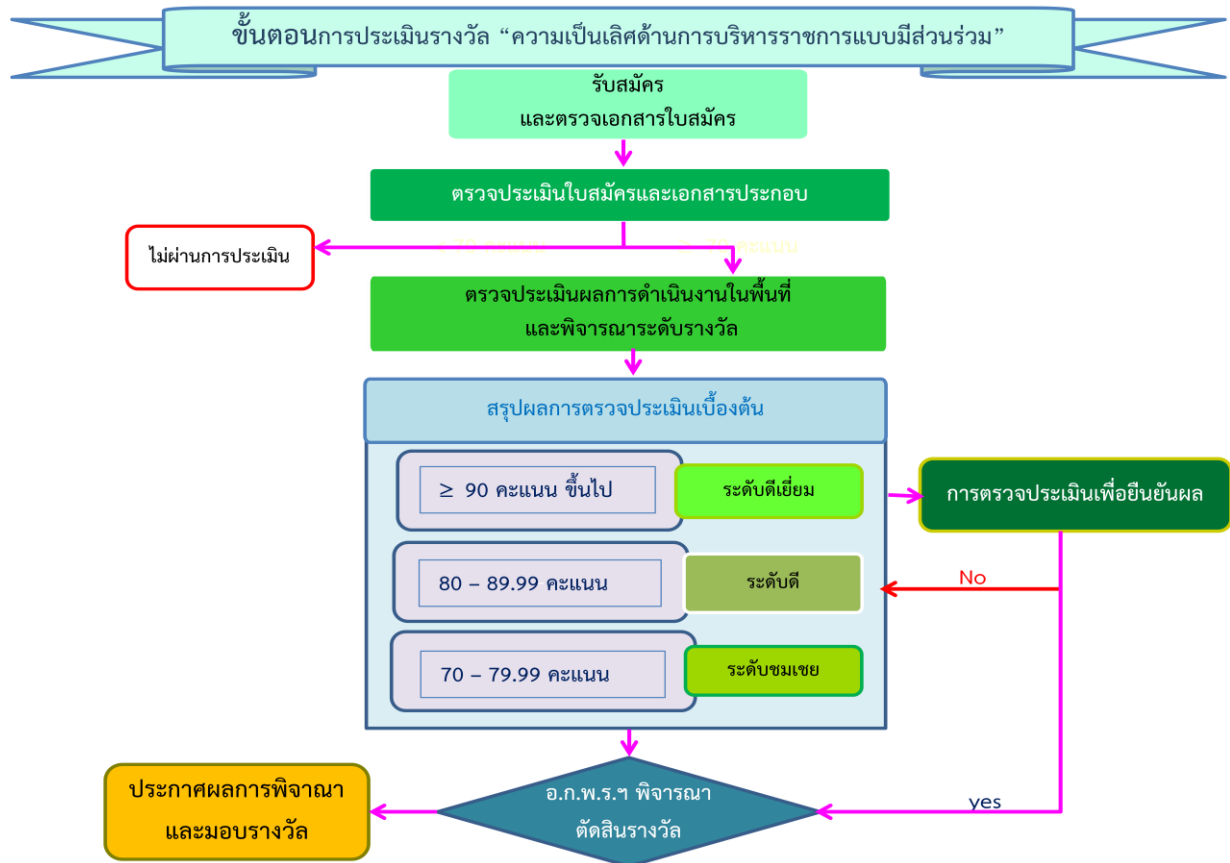 ขั้นตอนการประเมินรางวัล “ความเป็นเลิศด้านการบริหารราชการแบบมีส่วนร่วม”
รับสมัคร
และตรวจเอกสารใบสมัคร
ตรวจประเมินใบสมัครและเอกสารประกอบ
ไม่ผ่านการประเมิน
ตรวจประเมินผลการดำเนินงานในพื้นที่
และพิจารณาระดับรางวัล
สรุปผลการตรวจประเมินเบื้องต้น
≥ 90 คะแนน ขึ้นไป
ระดับดีเยี่ยม
การตรวจประเมินเพื่อยืนยันผล
80 – 89.99 คะแนน
ระดับดี
No
70 – 79.99 คะแนน
ระดับชมเชย
ประกาศผลการพิจาณา
และมอบรางวัล
อ.ก.พ.ร.ฯ พิจารณา
ตัดสินรางวัล
yes